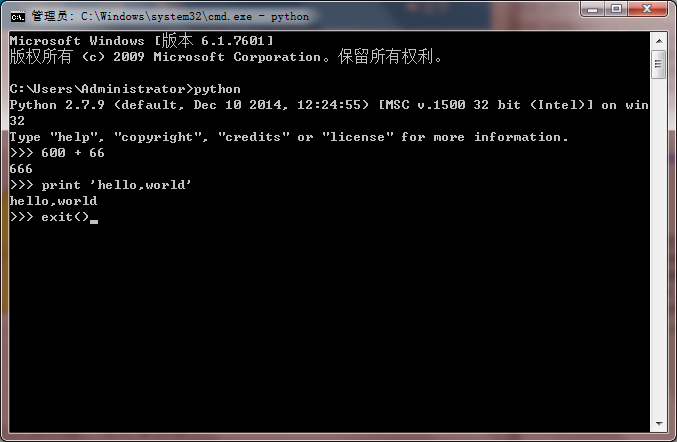 管理员: C:\Windows\system32\cmd.exe - python
Microsoft Windows [版本 6.1.7601]
版权所有 (c) 2009 Microsoft Corporation。保留所有权利。
C:\Users\Administrator>python
Python 2.7.9 (default, Dec 10 2014, 12:24:55) [MSC v.1500 32 bit (Intel)] on win
32
Type "help", "copyright", "credits" or "license" for more information.
>>> 600 + 66
666
>>> print 'hello,world'
hello,world
>>> exit()